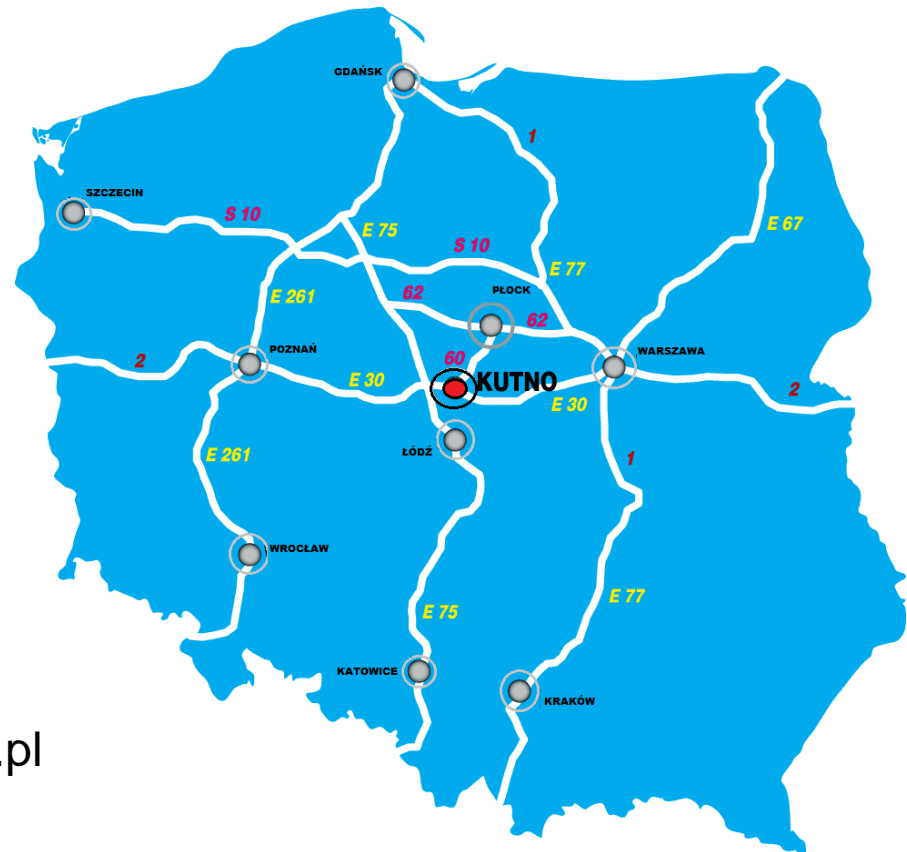 GDAŃSK
1
SZCZECIN
S 10
E 75
E 67
S 10
E 77
E 261
62
PŁOCK
62
POZNAŃ
WARSZAWA
2
60
E 30
KUTNO
E 30
2
ŁÓDŹ
E 261
1
WROCŁAW
E 77
E 75
KATOWICE
KRAKÓW
.pl